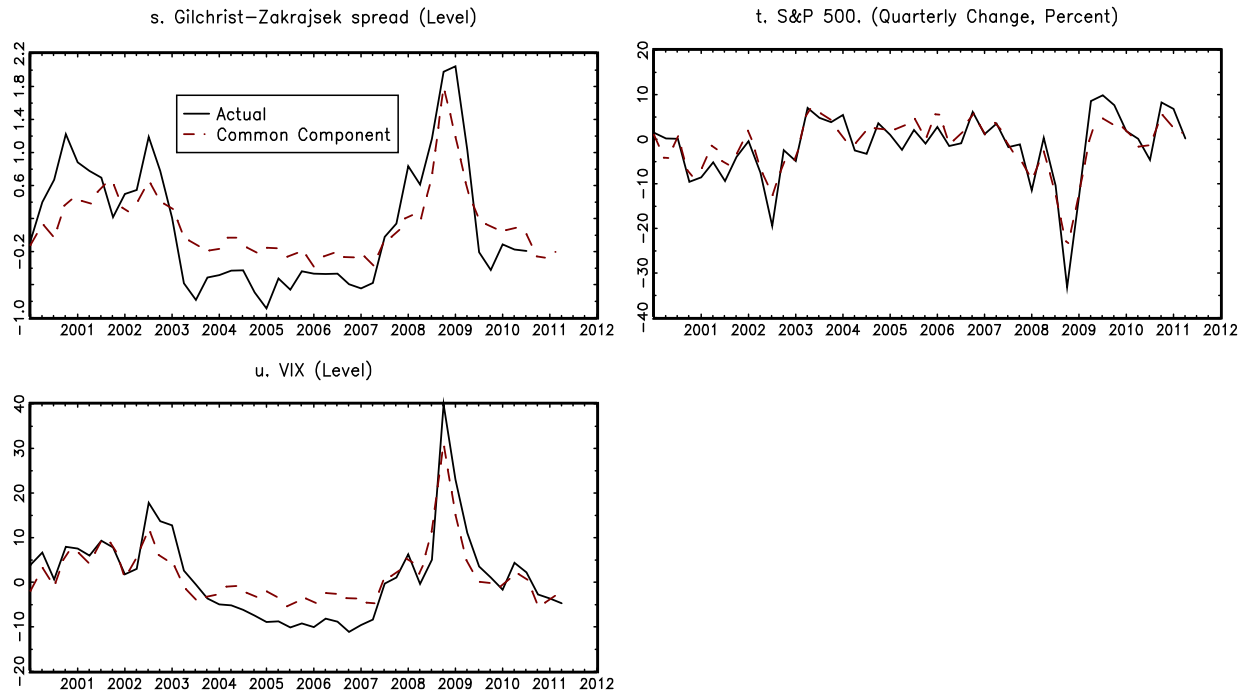 s. Gilchrist−Zakrajsek spread (Level)
2.2
1.8
1.4
1.0
0.6
−0.2
−1.0
Actual
Common Component
2001 2002 2003 2004 2005 2006 2007 2008 2009 2010 2011 2012
t. S&P 500. (Quarterly Change, Percent)
20
10
0
−10
−20
−30
−40
2001 2002 2003 2004 2005 2006 2007 2008 2009 2010 2011 2012
u. VIX (Level)
40
30
20
10
0
−10
−20
2001 2002 2003 2004 2005 2006 2007 2008 2009 2010 2011 2012